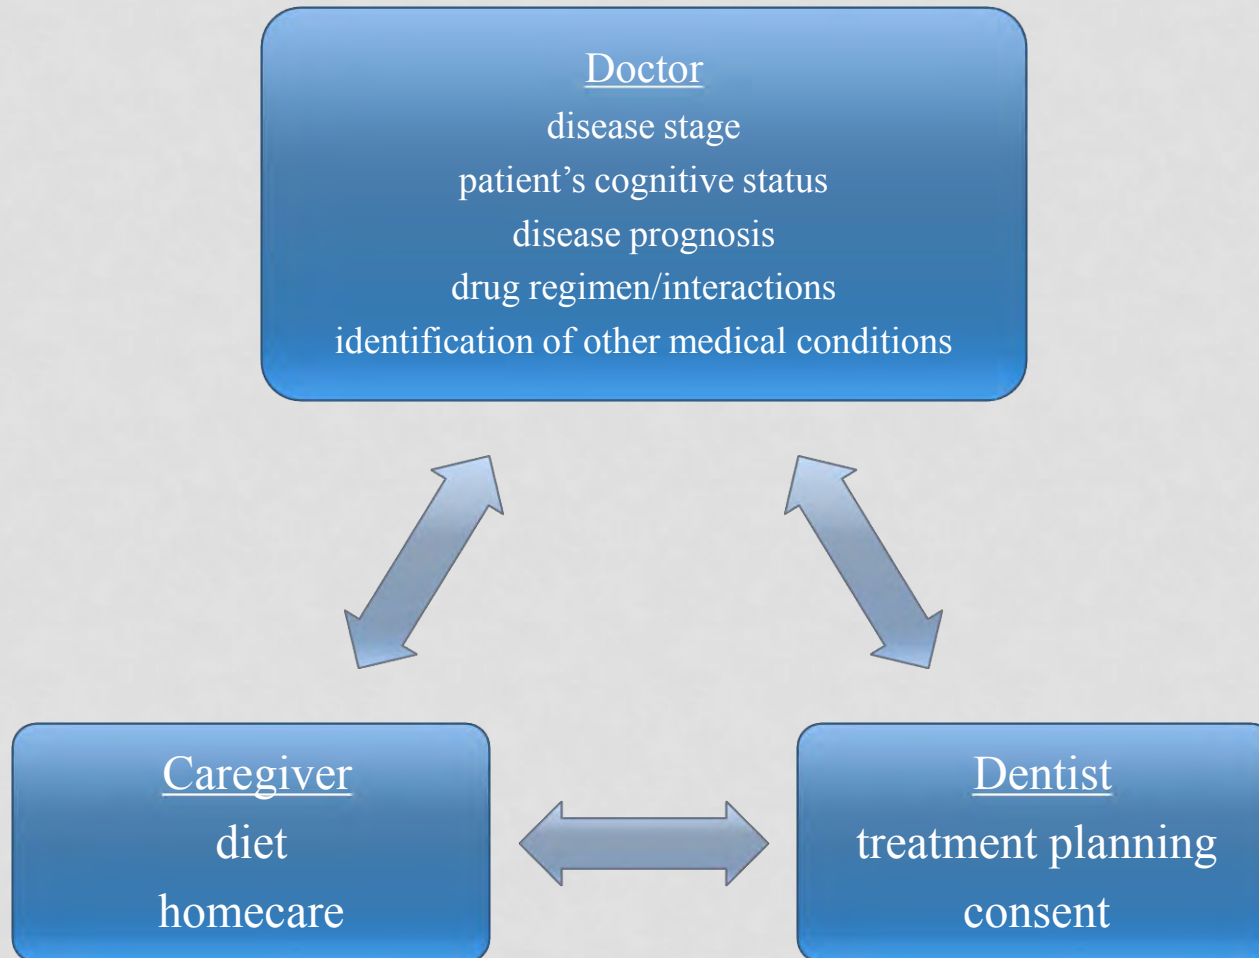 Doctor
disease stage
patient’s cognitive status
disease prognosis
drug regimen/interactions
identification of other medical conditions
Caregiver
diet
homecare
Dentist
treatment planning
consent